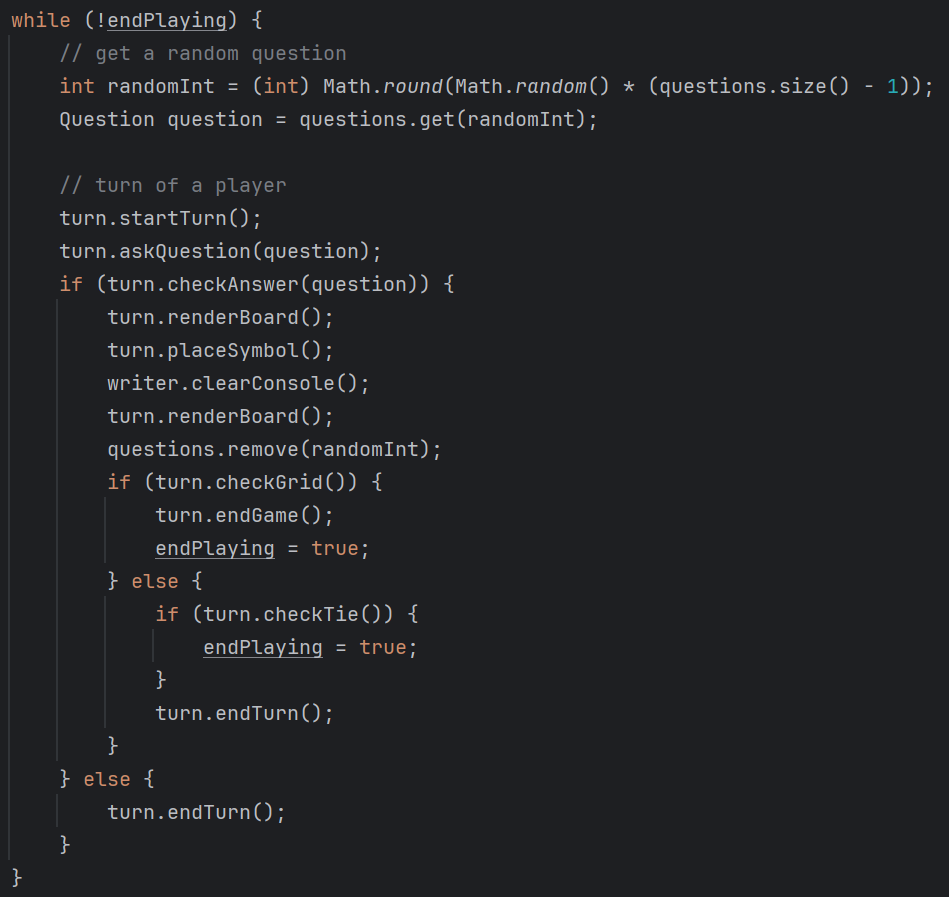 while (!endPlaying) {
    // get a random question
    int randomInt = (int) Math.round(Math.random() * (questions.size() - 1));
    Question question = questions.get(randomInt);

    // turn of a player
    turn.startTurn();
    turn.askQuestion(question);
    if (turn.checkAnswer(question)) {
        turn.renderBoard();
        turn.placeSymbol();
        writer.clearConsole();
        turn.renderBoard();
        questions.remove(randomInt);
        if (turn.checkGrid()) {
            turn.endGame();
            endPlaying = true;
        } else {
            if (turn.checkTie()) {
                endPlaying = true;
            }
            turn.endTurn();
        }
    } else {
        turn.endTurn();
    }
}